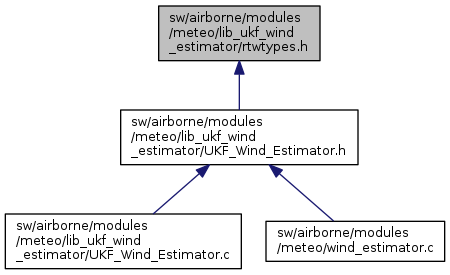 sw/airborne/modules
/meteo/lib_ukf_wind
_estimator/rtwtypes.h
sw/airborne/modules
/meteo/lib_ukf_wind
_estimator/UKF_Wind_Estimator.h
sw/airborne/modules
/meteo/lib_ukf_wind
_estimator/UKF_Wind_Estimator.c
sw/airborne/modules
/meteo/wind_estimator.c